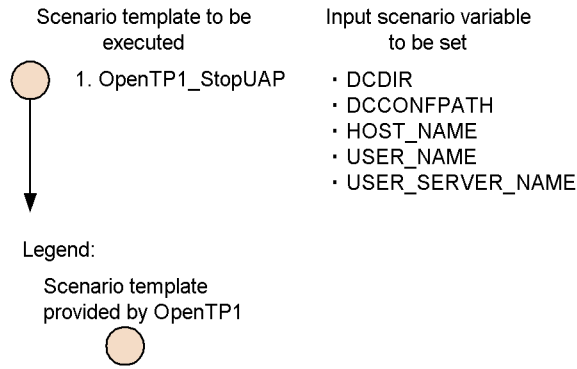 Scenario template to be
executed
Input scenario variable
to be set
1. OpenTP1_StopUAP
・DCDIR
・DCCONFPATH
・HOST_NAME
・USER_NAME
・USER_SERVER_NAME
Legend:
Scenario template
provided by OpenTP1